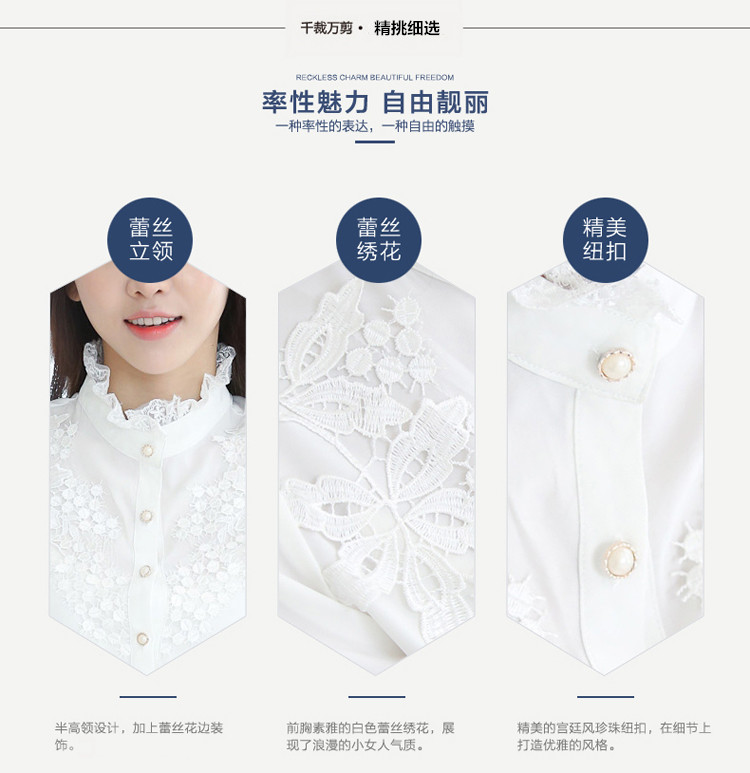 千裁万剪· 精挑细选
RECKLESS CHARM BEAUTIFUL FREEDOM
率性魅力 自由靓丽
一种率性的表达，一种自由的触摸
蕾丝
立领
蕾丝
绣花
精美
纽扣
半高领设计，加上蕾丝花边装
饰。
前胸素雅的白色蕾丝绣花，展
现了浪漫的小女人气质。
精美的宫廷风珍珠纽扣，在细节上
打造优雅的风格。